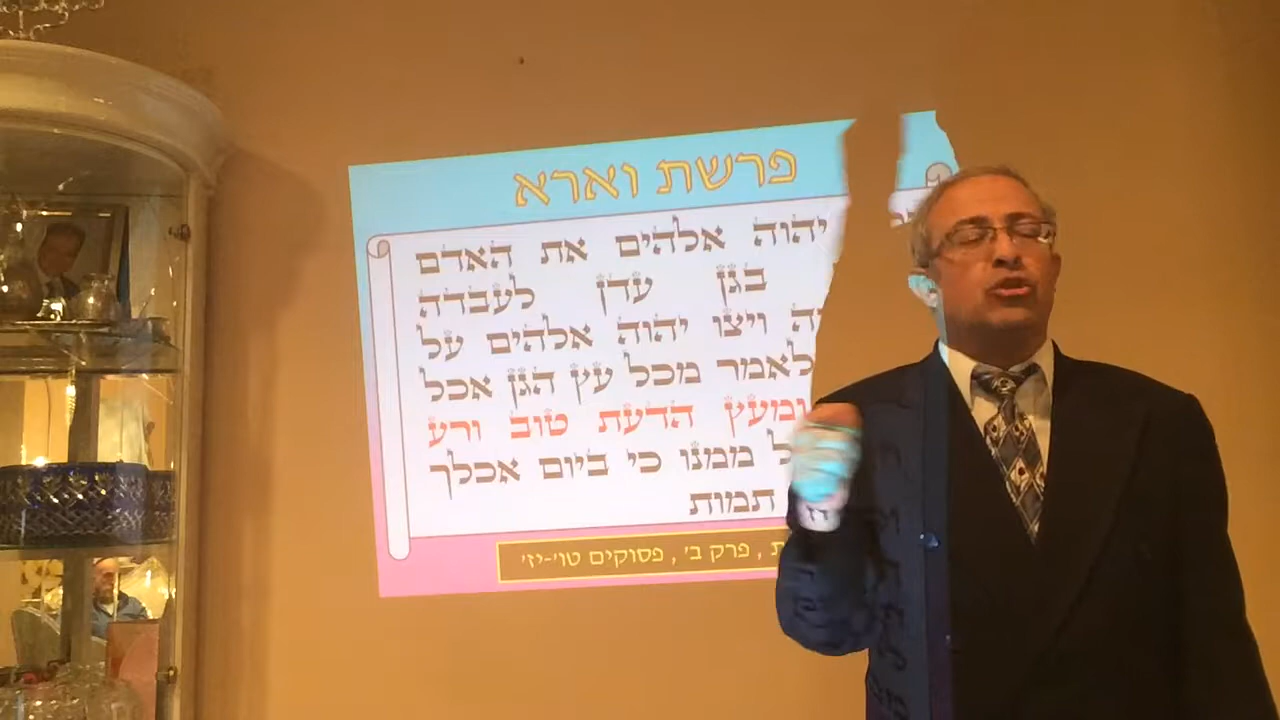 פרשת וארא
יהוה אלהים את האדם
בגן עדן לעבדה
ויצו יהוה אלהים על
לאמר מכל עץ הגן אכל
ומעץ הדעת טוב ורע
ממנו כי ביום אכלך
תמות
, פרק ב', פסוקים טו'-יז'